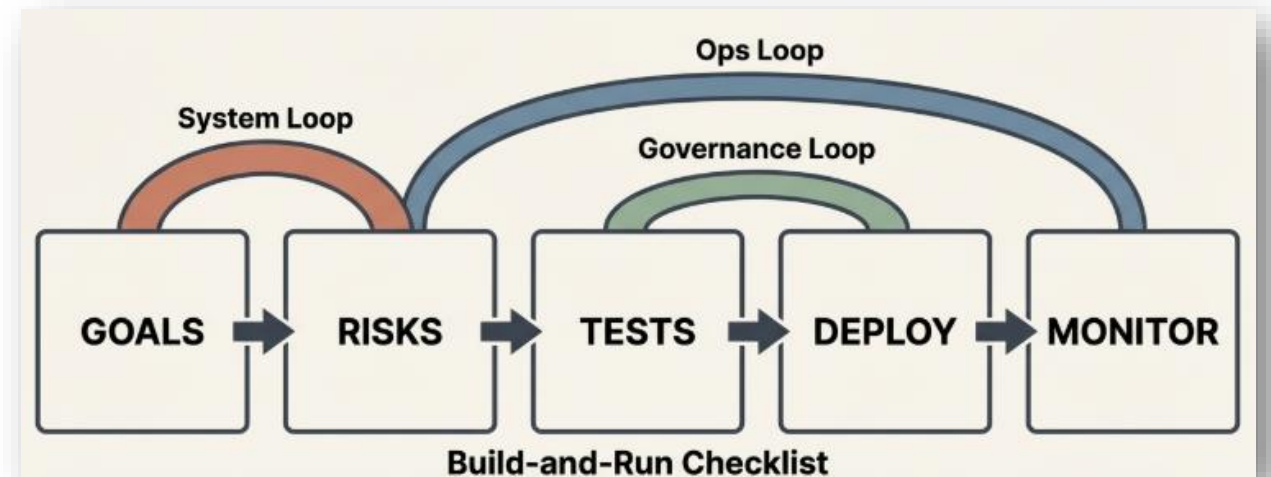 Ops Loop
System Loop
Governance Loop
GOALS
RISKS
TESTS
DEPLOY
MONITOR
Build-and-Run Checklist